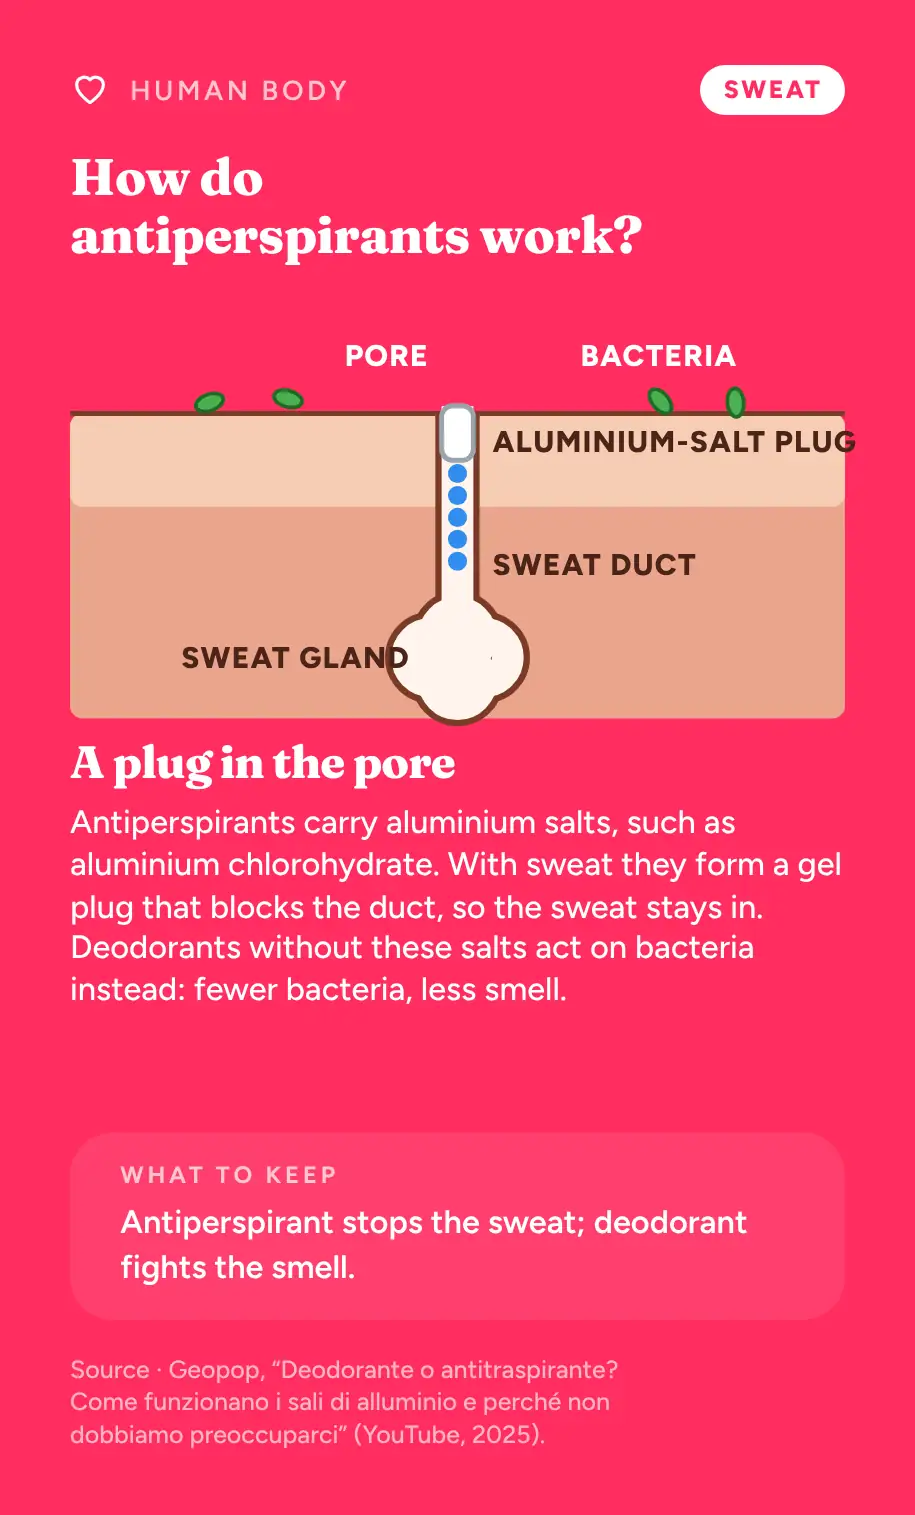 HUMAN BODY
SWEAT
How do
antiperspirants work?
PORE
BACTERIA
ALUMINIUM-SALT PLUG
SWEAT DUCT
SWEAT GLAND
A plug in the pore
Antiperspirants carry aluminium salts, such as
aluminium chlorohydrate. With sweat they form a gel
plug that blocks the duct, so the sweat stays in.
Deodorants without these salts act on bacteria
instead: fewer bacteria, less smell.
WHAT TO KEEP
Antiperspirant stops the sweat; deodorant
fights the smell.
Source · Geopop, “Deodorante o antitraspirante?
Come funzionano i sali di alluminio e perché non
dobbiamo preoccuparci” (YouTube, 2025).